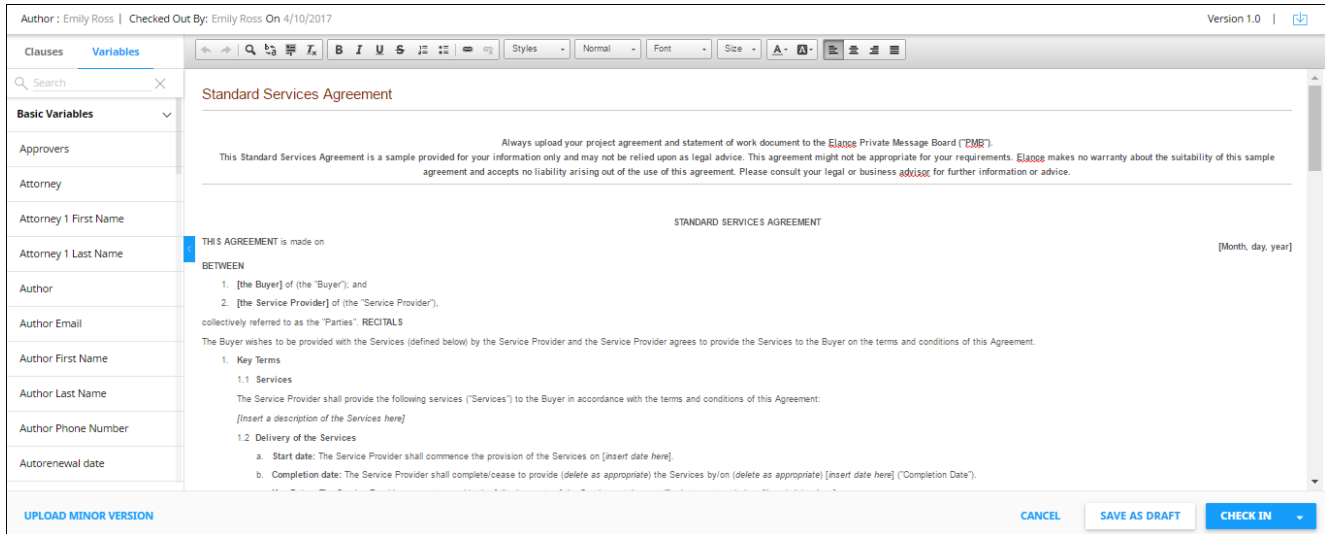 Author : Emily Ross | Checked Out By: Emily Ross On 4/10/2017
Version 1.0 |
Clauses Variables
Styles Normal Font Size
Search
Basic Variables
Approvers
Attorney
Attorney 1 First Name
Attorney 1 Last Name
Author
Author Email
Author First Name
Author Last Name
Author Phone Number
Autorenewal date
Standard Services Agreement
Always upload your project agreement and statement of work document to the Elance Private Message Board ("PMB").
This Standard Services Agreement is a sample provided for your information only and may not be relied upon as legal advice. This agreement might not be appropriate for your requirements. Elance makes no warranty about the suitability of this sample
agreement and accepts no liability arising out of the use of this agreement. Please consult your legal or business advisor for further information or advice.
STANDARD SERVICES AGREEMENT
THIS AGREEMENT is made on
[Month, day, year]
BETWEEN
1. [the Buyer] of (the "Buyer"); and
2. [the Service Provider] of (the "Service Provider"),
collectively referred to as the "Parties". RECITALS
The Buyer wishes to be provided with the Services (defined below) by the Service Provider and the Service Provider agrees to provide the Services to the Buyer on the terms and conditions of this Agreement.
1. Key Terms
1.1 Services
The Service Provider shall provide the following services ("Services") to the Buyer in accordance with the terms and conditions of this Agreement:
[Insert a description of the Services here]
1.2 Delivery of the Services
a. Start date: The Service Provider shall commence the provision of the Services on [insert date here].
b. Completion date: The Service Provider shall complete/cease to provide (delete as appropriate) the Services by/on (delete as appropriate) [insert date here] ("Completion Date").
UPLOAD MINOR VERSION
CANCEL
SAVE AS DRAFT
CHECK IN